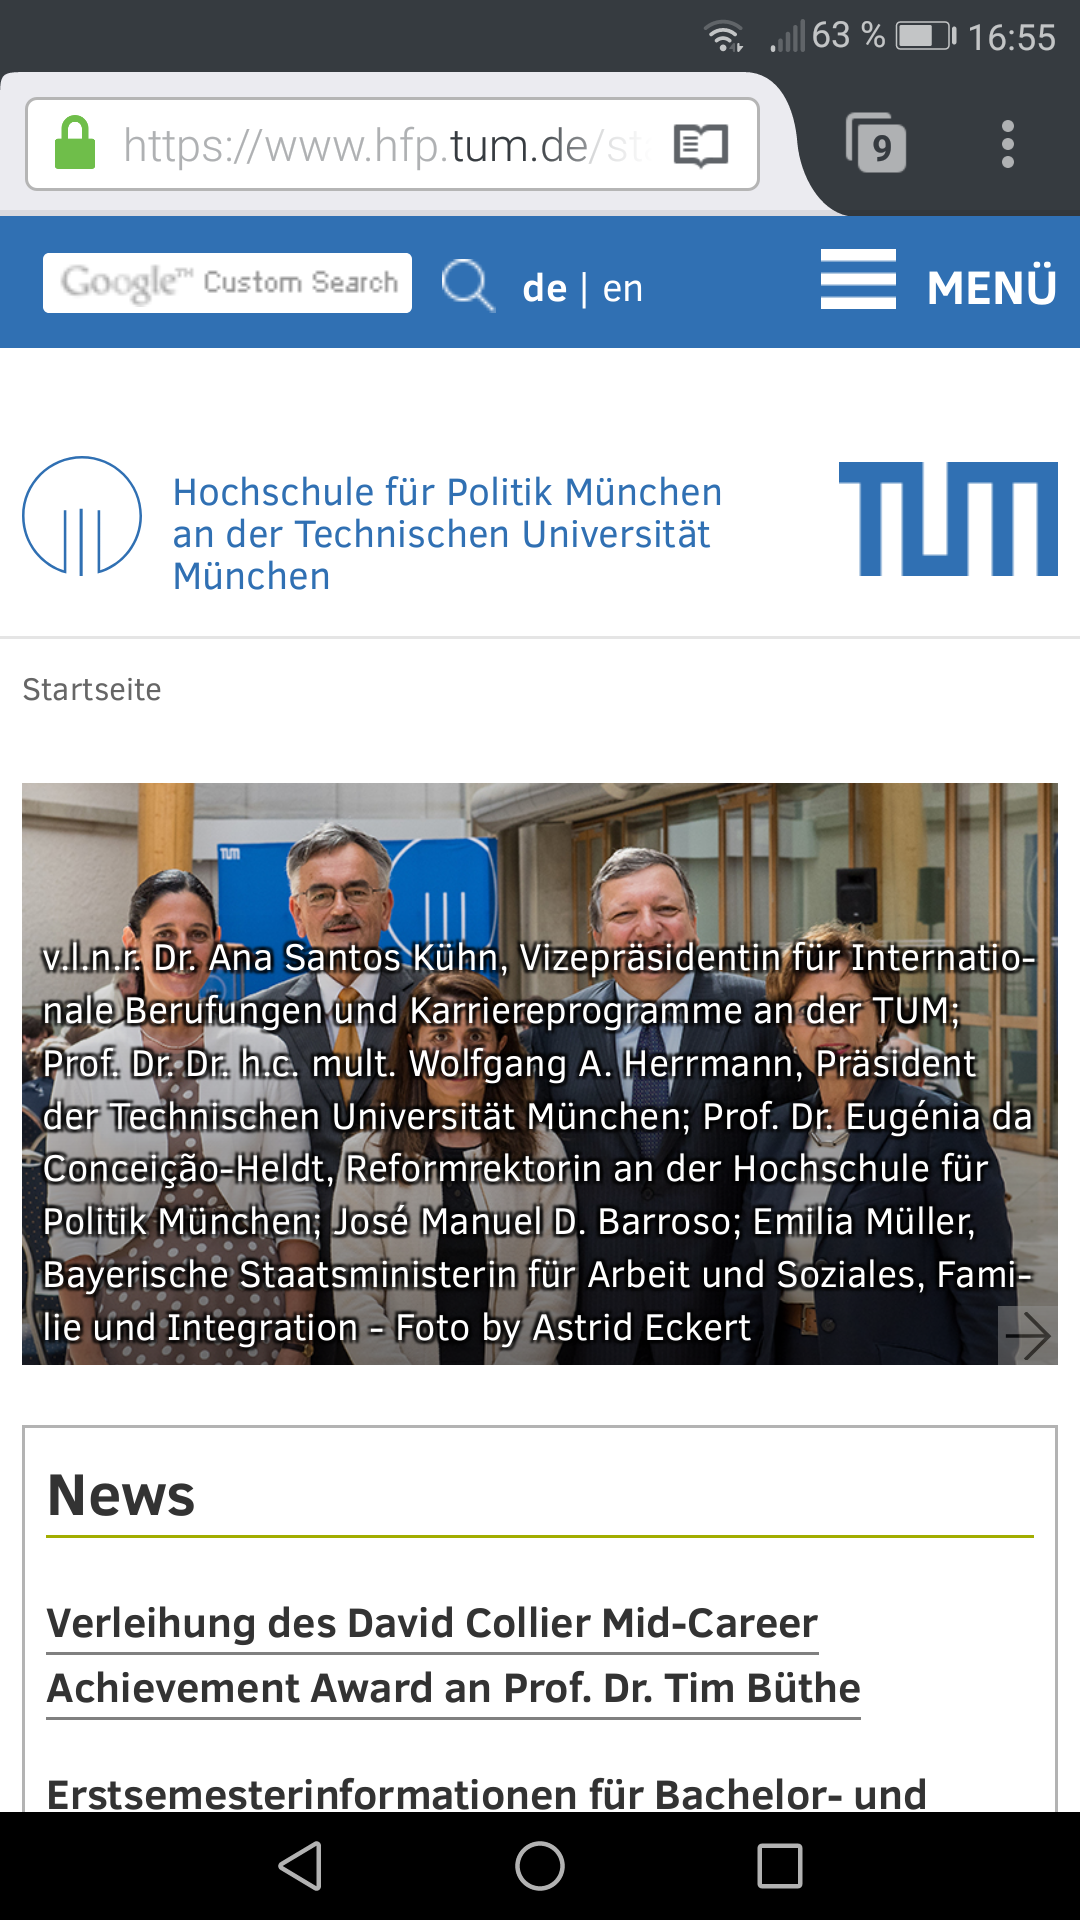 63 % 16:55
https://www.hfp.tum.de/st
9
Google™ Custom Search
de | en
MENÜ
Hochschule für Politik München
an der Technischen Universität
München
TUM
Startseite
TUM
v.l.n.r. Dr. Ana Santos Kühn, Vizepräsidentin für Internatio-
nale Berufungen und Karriereprogramme an der TUM;
Prof. Dr. Dr. h.c. mult. Wolfgang A. Herrmann, Präsident
der Technischen Universität München; Prof. Dr. Eugénia da
Conceição-Heldt, Reformrektorin an der Hochschule für
Politik München; José Manuel D. Barroso; Emilia Müller,
Bayerische Staatsministerin für Arbeit und Soziales, Fami-
lie und Integration - Foto by Astrid Eckert
News
Verleihung des David Collier Mid-Career
Achievement Award an Prof. Dr. Tim Büthe
Erstsemesterinformationen für Bachelor- und